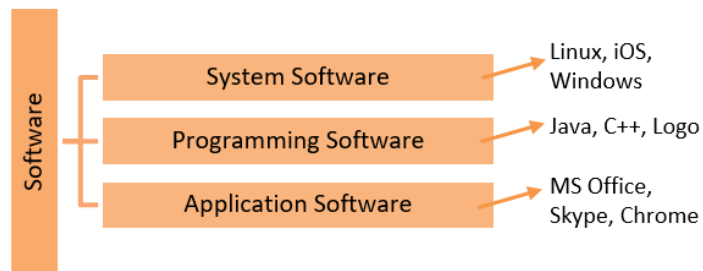 Software
System Software
Linux, iOS,
Windows
Programming Software
Java, C++, Logo
Application Software
MS Office,
Skype, Chrome